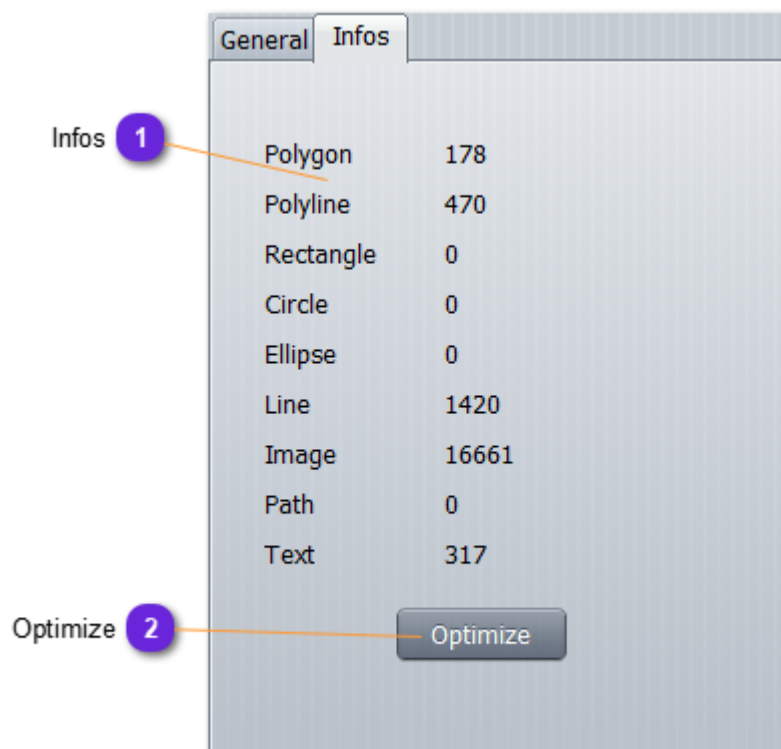 General Infos
Infos 1
Polygon 178
Polyline 470
Rectangle 0
Circle 0
Ellipse 0
Line 1420
Image 16661
Path 0
Text 317
Optimize 2 Optimize